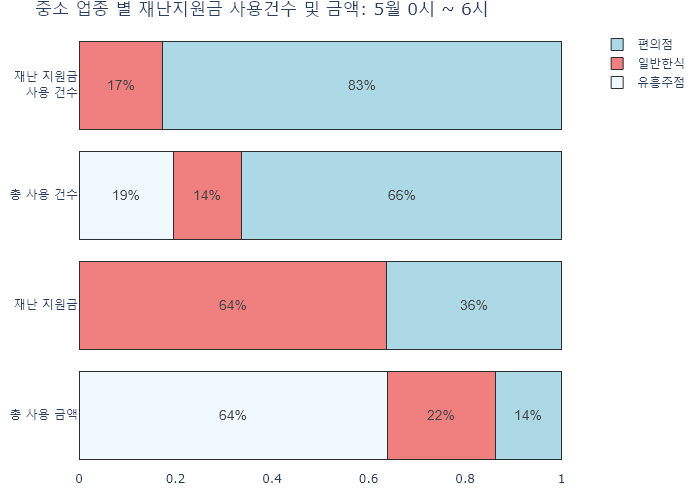 중소 업종 별 재난지원금 사용건수 및 금액: 5월 0시 ~ 6시
편의점
일반한식
유흥주점
재난 지원금
사용 건수
17%
83%
총 사용 건수
19%
14%
66%
재난 지원금
64%
36%
총 사용 금액
64%
22%
14%
0
0.2
0.4
0.6
0.8
1